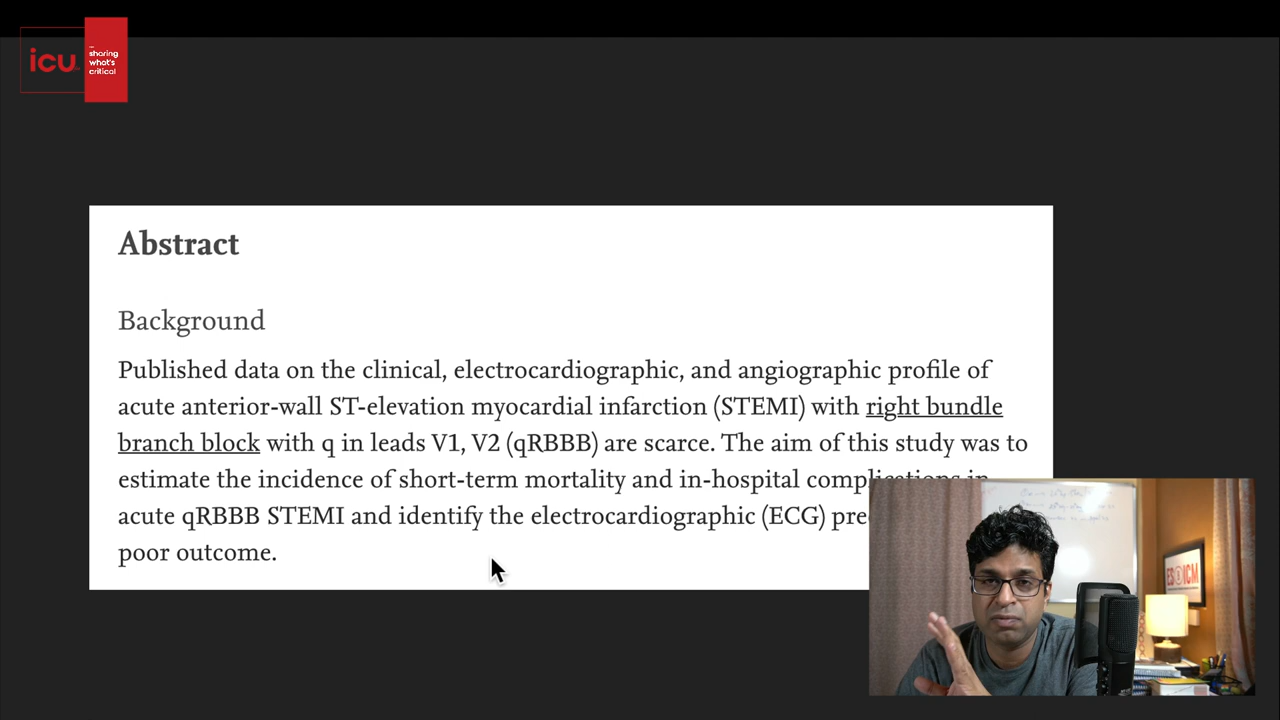 icu
sharing
what's
critical
Abstract
Background
Published data on the clinical, electrocardiographic, and angiographic profile of
acute anterior-wall ST-elevation myocardial infarction (STEMI) with right bundle
branch block with q in leads V1, V2 (qRBBB) are scarce. The aim of this study was to
estimate the incidence of short-term mortality and in-hospital complications in
acute qRBBB STEMI and identify the electrocardiographic (ECG)
poor outcome.
ICM